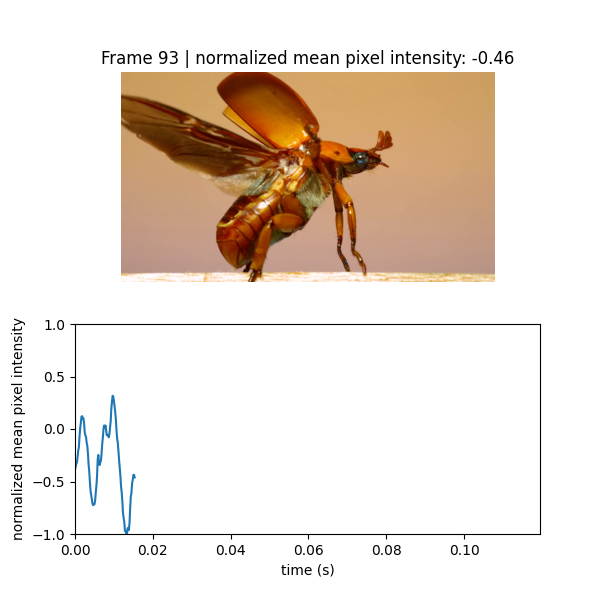 Frame 93 | normalized mean pixel intensity: -0.46
normalized mean pixel intensity
1.0
0.5
0.0
−0.5
−1.0
0.00 0.02 0.04 0.06 0.08 0.10
time (s)